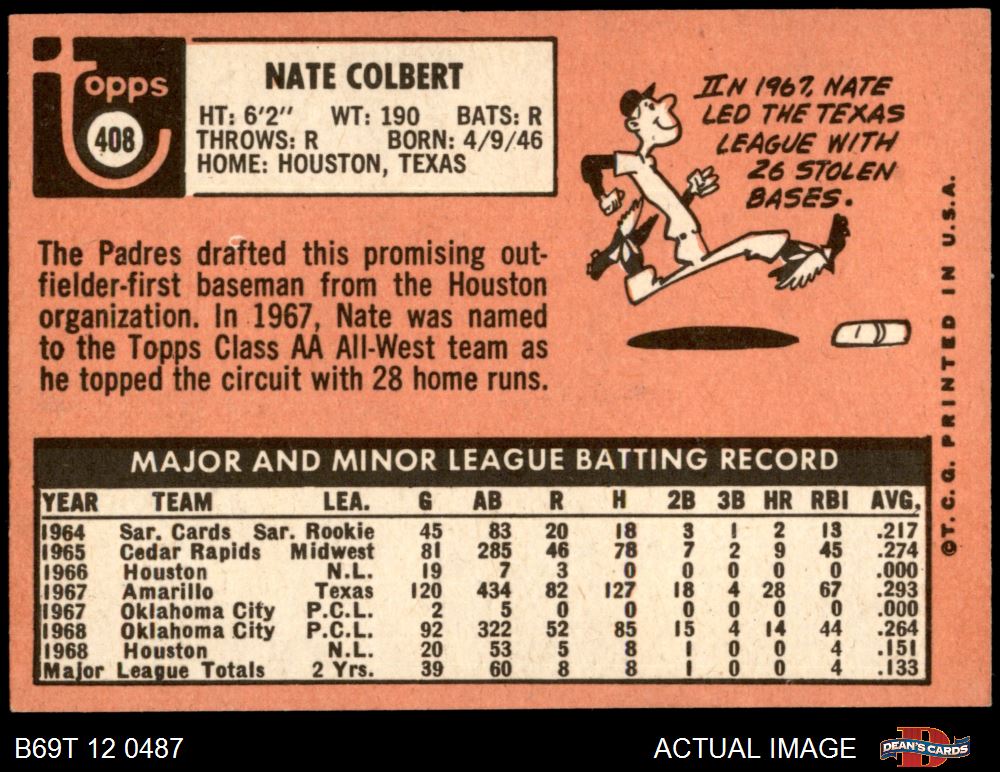 Topps
408
NATE COLBERT
HT: 6'2" WT: 190 BATS: R
THROWS: R BORN: 4/9/46
HOME: HOUSTON, TEXAS
IN 1967, NATE
LED THE TEXAS
LEAGUE WITH
26 STOLEN
BASES.
The Padres drafted this promising out-
fielder-first baseman from the Houston
organization. In 1967, Nate was named
to the Topps Class AA All-West team as
he topped the circuit with 28 home runs.
©T.C.G. PRINTED IN U.S.A.
MAJOR AND MINOR LEAGUE BATTING RECORD
YEAR TEAM LEA. G AB R H 2B 3B HR RBI AVG.
1964 Sar. Cards Sar. Rookie 45 83 20 18 3 1 2 13 .217
1965 Cedar Rapids Midwest 81 285 46 78 7 2 9 45 .274
1966 Houston N.L. 19 7 3 0 0 0 0 0 .000
1967 Amarillo Texas 120 434 82 127 18 4 28 67 .293
1967 Oklahoma City P.C.L. 2 5 0 0 0 0 0 0 .000
1968 Oklahoma City P.C.L. 92 322 52 85 15 4 14 44 .264
1968 Houston N.L. 20 53 5 8 1 0 0 4 .151
Major League Totals 2 Yrs. 39 60 8 8 1 0 0 4 .133
B69T 12 0487
ACTUAL IMAGE
D
DEAN'S CARDS